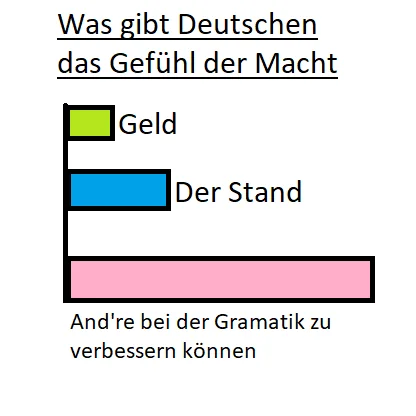 Was gibt Deutschen
das Gefühl der Macht
Geld
Der Stand
And're bei der Gramatik zu
verbessern können